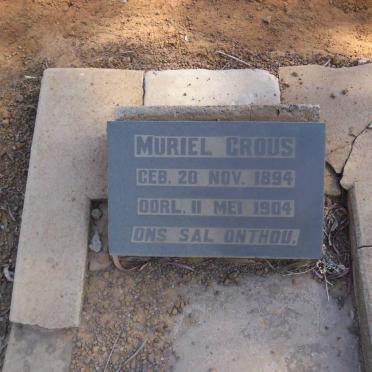 MURIEL CROUS
GEB. 20 NOV. 1894
OORL. 11 MEI 1904
ONS SAL ONTHOU.